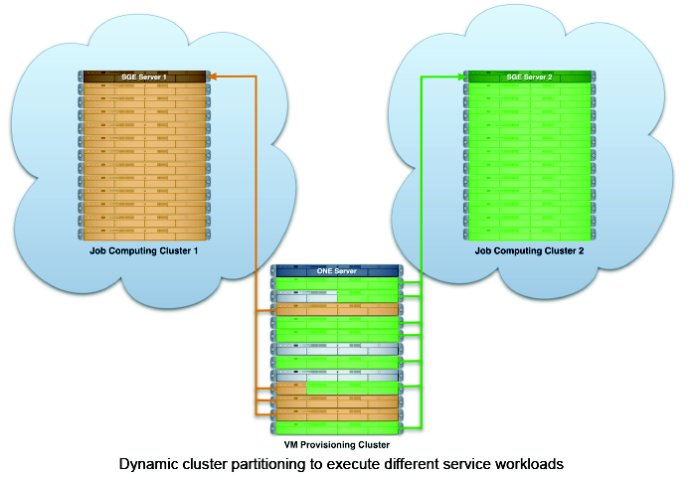 SGE Server 1
SGE Server 2
Job Computing Cluster 1
Job Computing Cluster 2
ONE Server
VM Provisioning Cluster
Dynamic cluster partitioning to execute different service workloads